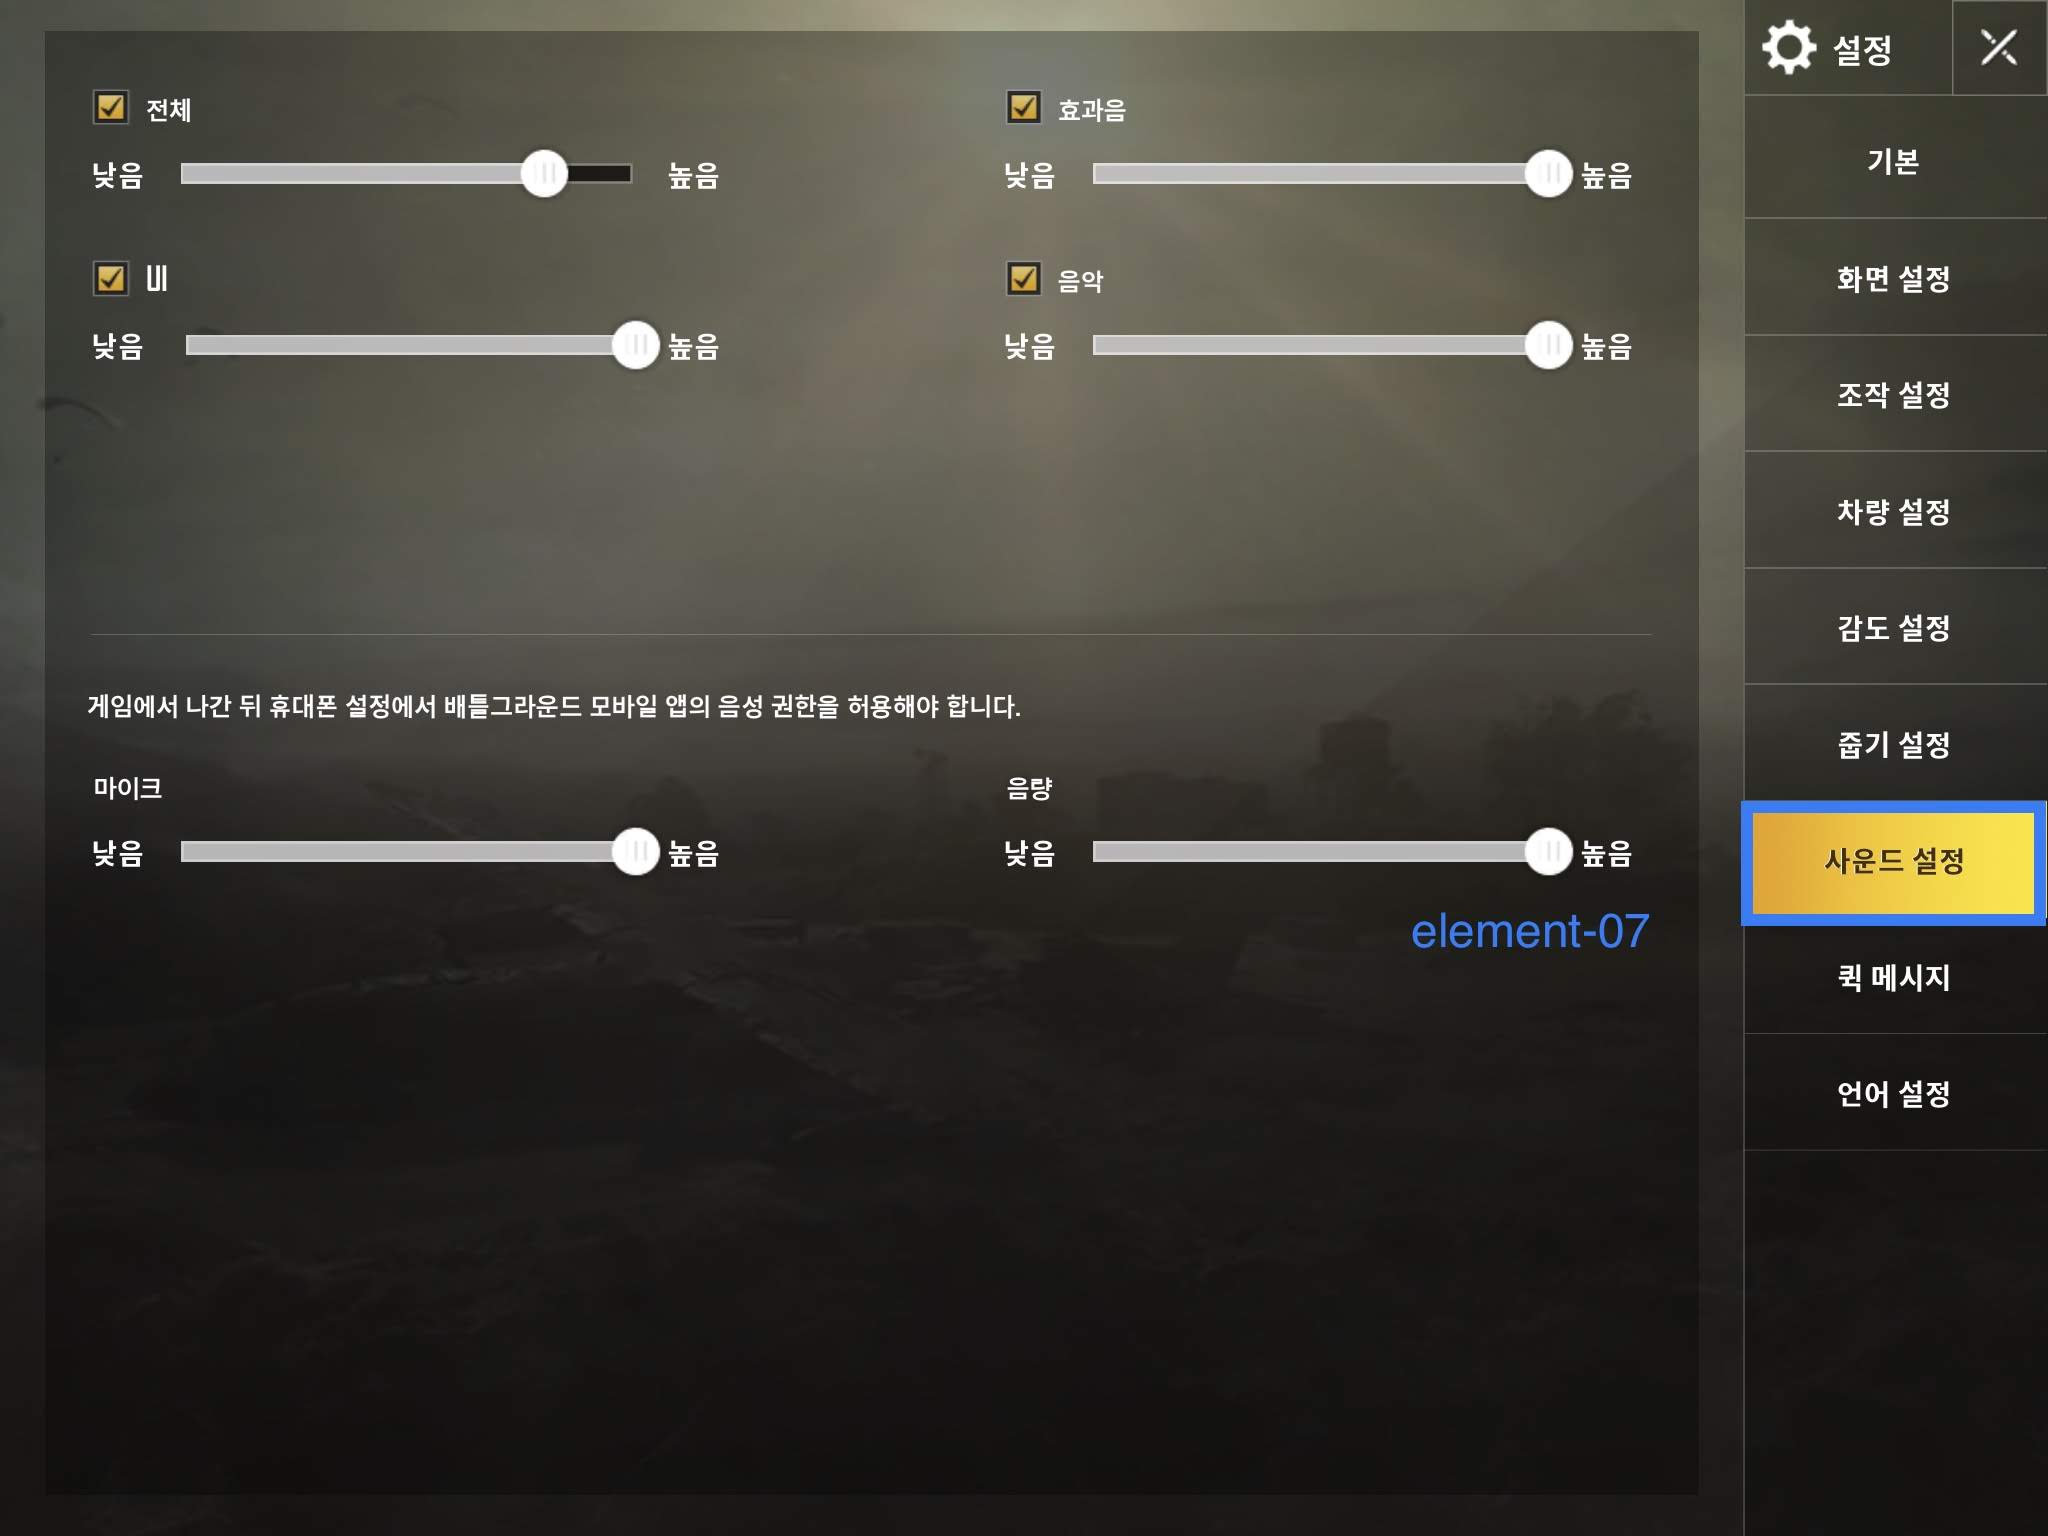 전체
낮음 높음
효과음
낮음 높음
UI
낮음 높음
음악
낮음 높음
게임에서 나간 뒤 휴대폰 설정에서 배틀그라운드 모바일 앱의 음성 권한을 허용해야 합니다.
마이크
낮음 높음
음량
낮음 높음
element-07
설정
기본
화면 설정
조작 설정
차량 설정
감도 설정
줍기 설정
사운드 설정
퀵 메시지
언어 설정